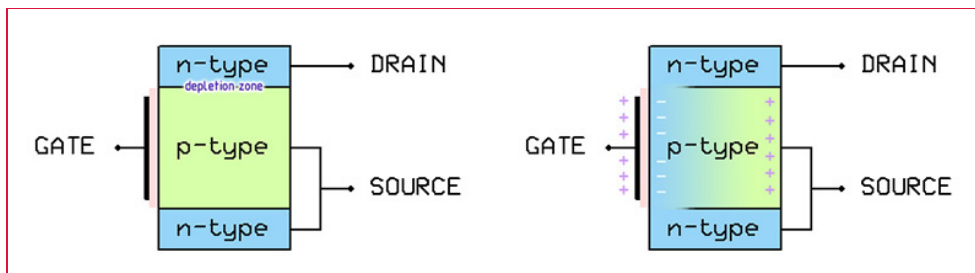 n-type
DRAIN
depletion-zone
GATE
p-type
SOURCE
n-type
n-type
DRAIN
+ - +
+ - +
+ - +
GATE
p-type
+ - +
+ - +
+ - +
SOURCE
n-type